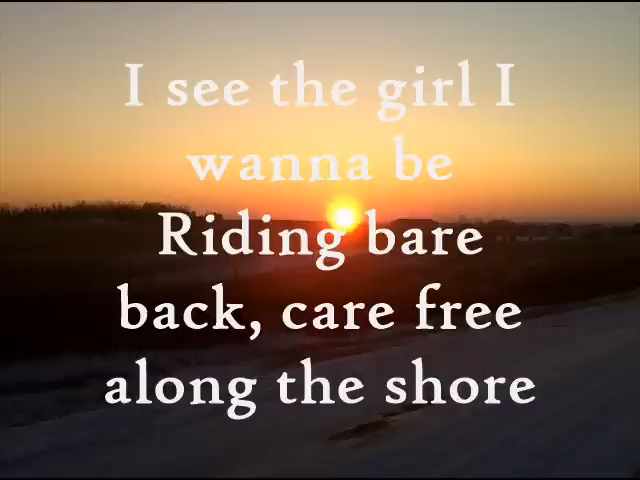 I see the girl I
wanna be
Riding bare
back, care free
along the shore